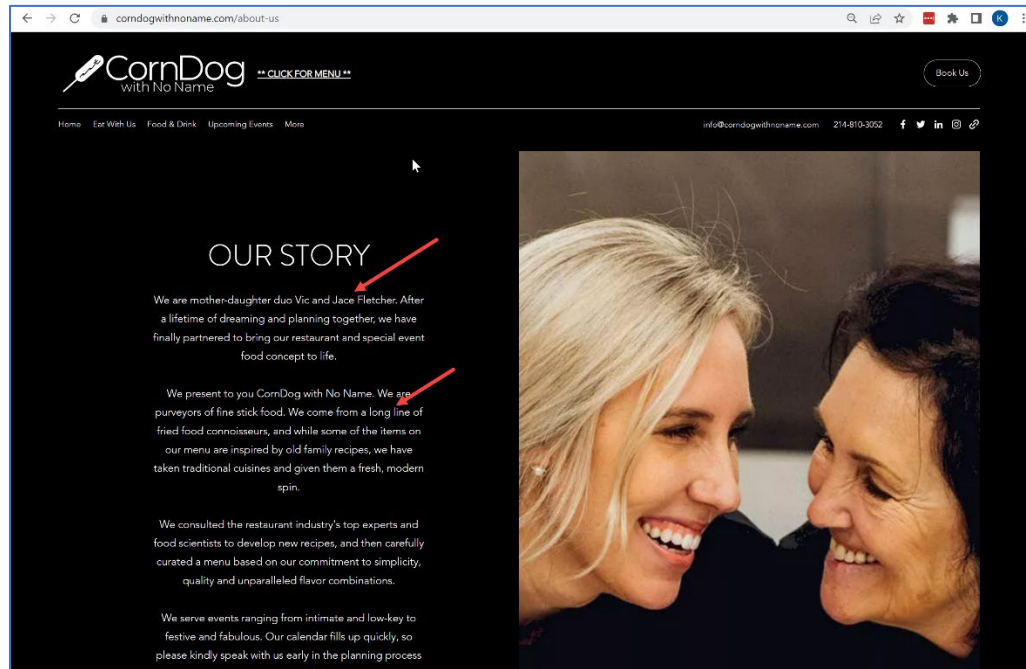 corndogwithnoname.com/about-us
K
CornDog
with No Name
** CLICK FOR MENU **
Book Us
Home Eat With Us Food & Drink Upcoming Events More
info@corndogwithnoname.com 214-810-3052
OUR STORY
We are mother-daughter duo Vic and Jace Fletcher. After
a lifetime of dreaming and planning together, we have
finally partnered to bring our restaurant and special event
food concept to life.
We present to you CornDog with No Name. We are
purveyors of fine stick food. We come from a long line of
fried food connoisseurs, and while some of the items on
our menu are inspired by old family recipes, we have
taken traditional cuisines and given them a fresh, modern
spin.
We consulted the restaurant industry's top experts and
food scientists to develop new recipes, and then carefully
curated a menu based on our commitment to simplicity,
quality and unparalleled flavor combinations.
We serve events ranging from intimate and low-key to
festive and fabulous. Our calendar fills up quickly, so
please kindly speak with us early in the planning process